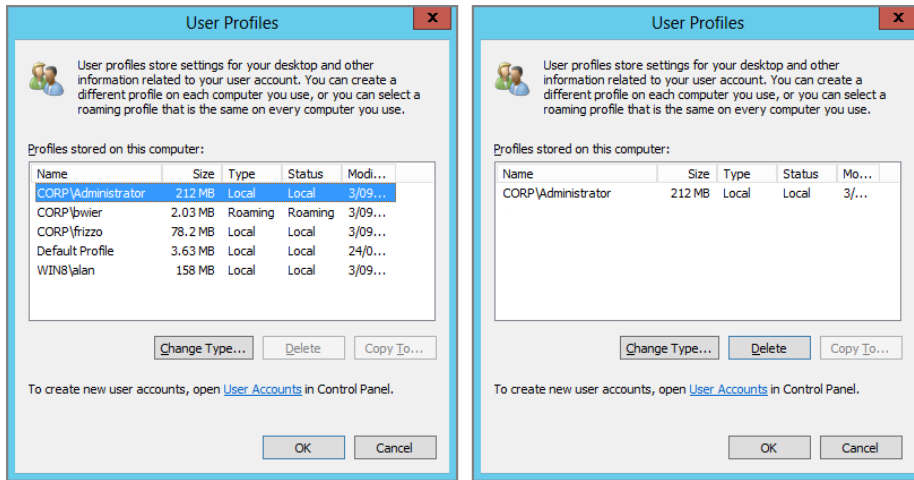 User Profiles
x
User profiles store settings for your desktop and other
information related to your user account. You can create a
different profile on each computer you use, or you can select a
roaming profile that is the same on every computer you use.
Profiles stored on this computer:
Name Size Type Status Modi...
CORP\Administrator 212 MB Local Local 3/09...
CORP\bwier 2.03 MB Roaming Roaming 3/09...
CORP\frizzo 78.2 MB Local Local 3/09...
Default Profile 3.63 MB Local Local 24/0...
WIN8\alan 158 MB Local Local 3/09...
Change Type... Delete Copy To...
To create new user accounts, open User Accounts in Control Panel.
OK Cancel
User Profiles
x
User profiles store settings for your desktop and other
information related to your user account. You can create a
different profile on each computer you use, or you can select a
roaming profile that is the same on every computer you use.
Profiles stored on this computer:
Name Size Type Status Mo...
CORP\Administrator 212 MB Local Local 3/...
Change Type... Delete Copy To...
To create new user accounts, open User Accounts in Control Panel.
OK Cancel